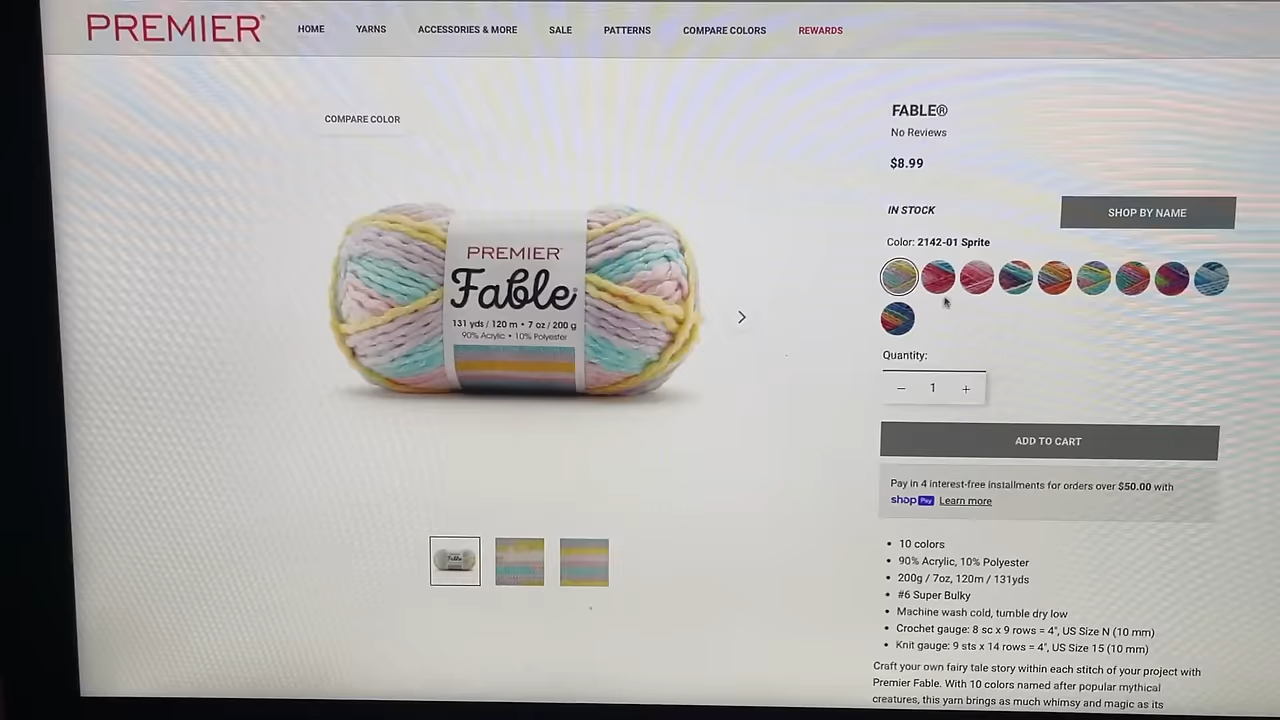 PREMIER®
HOME YARNS ACCESSORIES & MORE SALE PATTERNS COMPARE COLORS REWARDS
COMPARE COLOR
PREMIER™
Fable®
131 yds / 120 m • 7 oz / 200 g
90% Acrylic • 10% Polyester
FABLE®
No Reviews
$8.99
IN STOCK
SHOP BY NAME
Color: 2142-01 Sprite
Quantity:
− 1 +
ADD TO CART
Pay in 4 interest-free installments for orders over $50.00 with
shop Pay Learn more
• 10 colors
• 90% Acrylic, 10% Polyester
• 200g / 7oz, 120m / 131yds
• #6 Super Bulky
• Machine wash cold, tumble dry low
• Crochet gauge: 8 sc x 9 rows = 4", US Size N (10 mm)
• Knit gauge: 9 sts x 14 rows = 4", US Size 15 (10 mm)
Craft your own fairy tale story within each stitch of your project with
Premier Fable. With 10 colors named after popular mythical
creatures, this yarn brings as much whimsy and magic as its